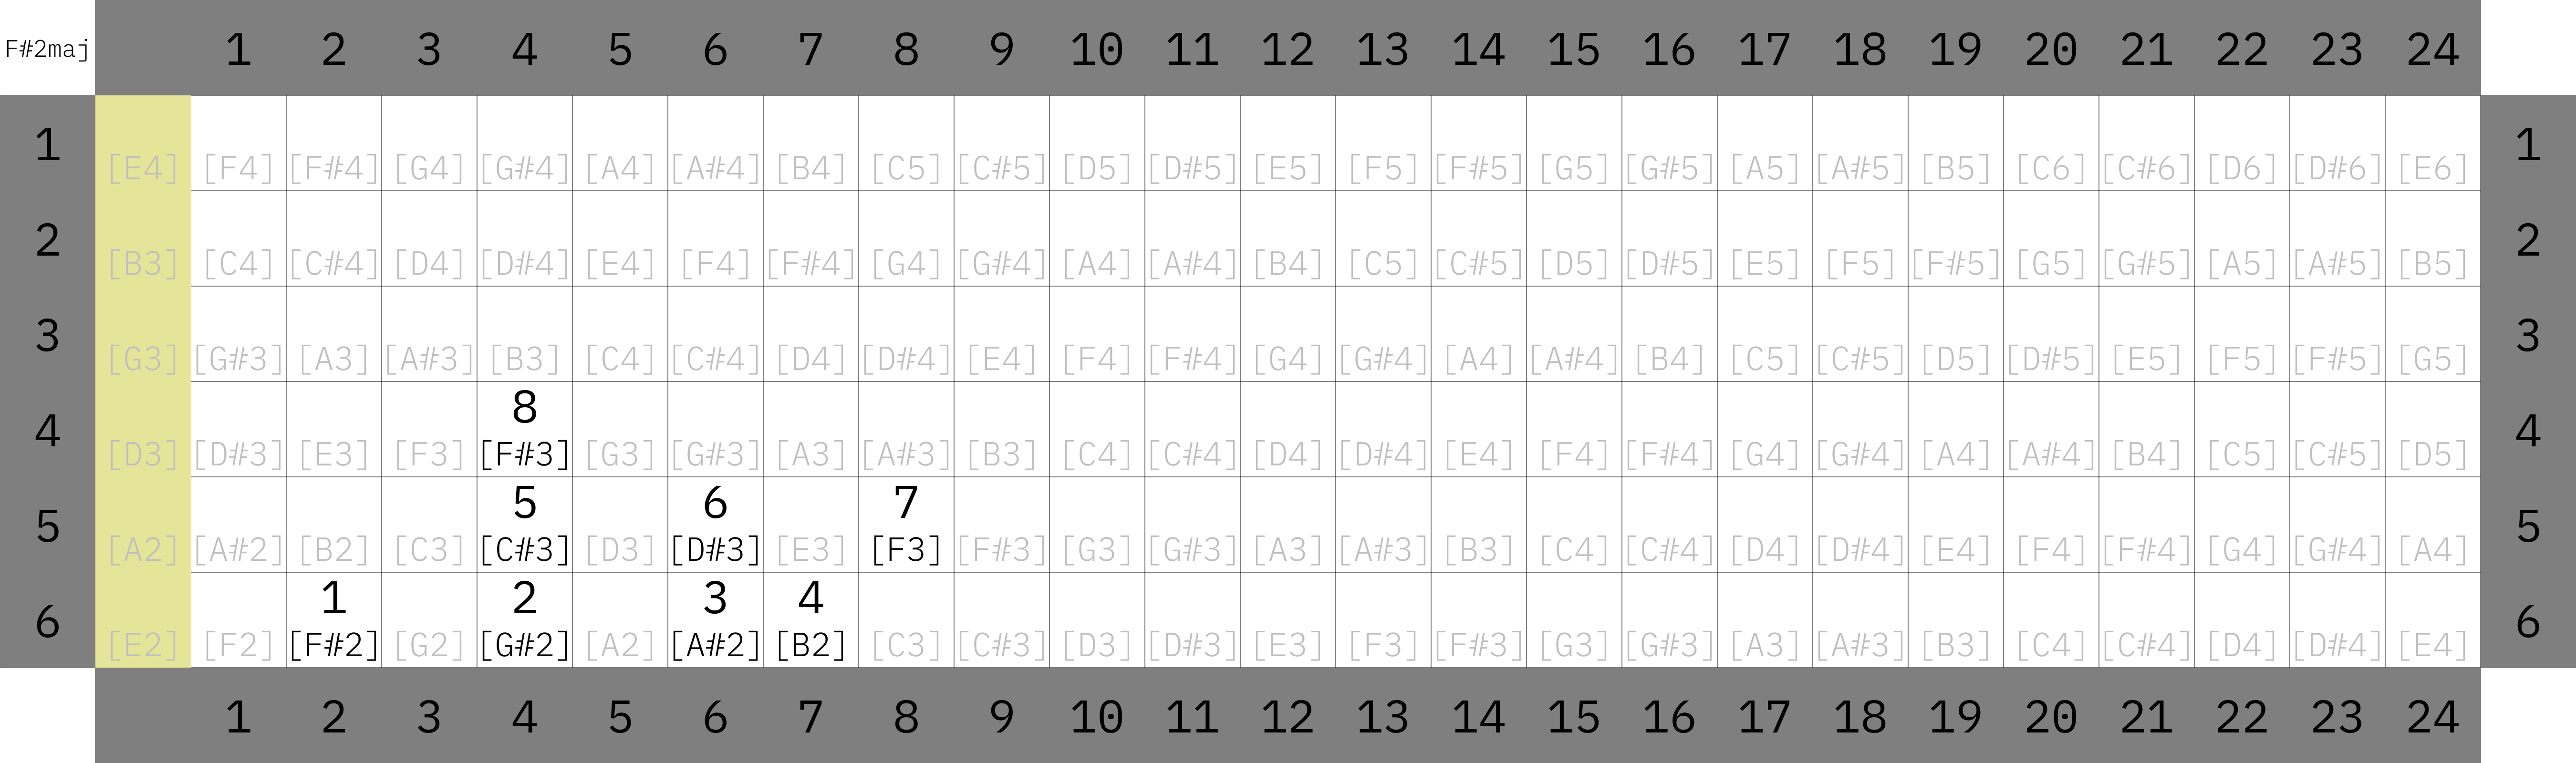 F#2maj 1 2 3 4 5 6 7 8 9 10 11 12 13 14 15 16 17 18 19 20 21 22 23 24
1 [E4] [F4] [F#4] [G4] [G#4] [A4] [A#4] [B4] [C5] [C#5] [D5] [D#5] [E5] [F5] [F#5] [G5] [G#5] [A5] [A#5] [B5] [C6] [C#6] [D6] [D#6] [E6] 1
2 [B3] [C4] [C#4] [D4] [D#4] [E4] [F4] [F#4] [G4] [G#4] [A4] [A#4] [B4] [C5] [C#5] [D5] [D#5] [E5] [F5] [F#5] [G5] [G#5] [A5] [A#5] [B5] 2
3 [G3] [G#3] [A3] [A#3] [B3] [C4] [C#4] [D4] [D#4] [E4] [F4] [F#4] [G4] [G#4] [A4] [A#4] [B4] [C5] [C#5] [D5] [D#5] [E5] [F5] [F#5] [G5] 3
8
4 [D3] [D#3] [E3] [F3] [F#3] [G3] [G#3] [A3] [A#3] [B3] [C4] [C#4] [D4] [D#4] [E4] [F4] [F#4] [G4] [G#4] [A4] [A#4] [B4] [C5] [C#5] [D5] 4
5 6 7
5 [A2] [A#2] [B2] [C3] [C#3] [D3] [D#3] [E3] [F3] [F#3] [G3] [G#3] [A3] [A#3] [B3] [C4] [C#4] [D4] [D#4] [E4] [F4] [F#4] [G4] [G#4] [A4] 5
1 2 3 4
6 [E2] [F2] [F#2] [G2] [G#2] [A2] [A#2] [B2] [C3] [C#3] [D3] [D#3] [E3] [F3] [F#3] [G3] [G#3] [A3] [A#3] [B3] [C4] [C#4] [D4] [D#4] [E4] 6
1 2 3 4 5 6 7 8 9 10 11 12 13 14 15 16 17 18 19 20 21 22 23 24